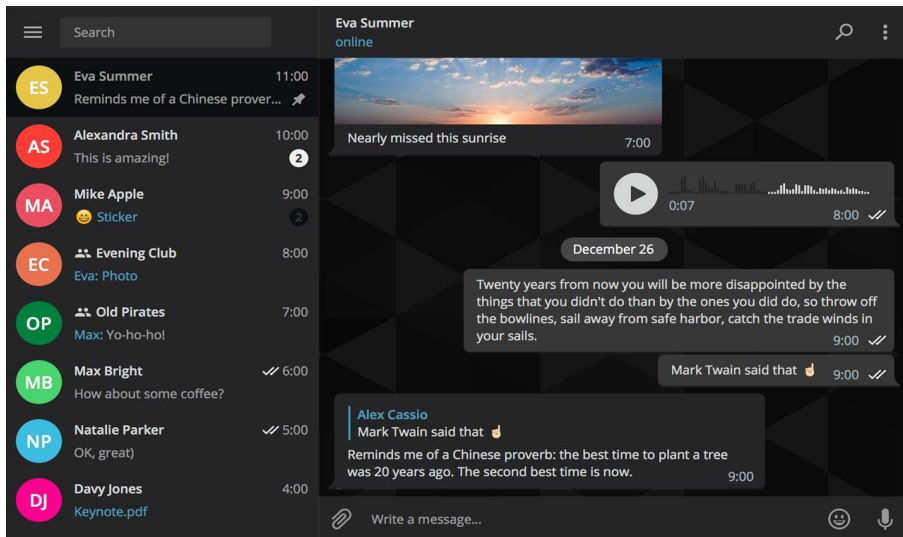 Search
ES
Eva Summer 11:00
Reminds me of a Chinese prover...
AS
Alexandra Smith 10:00
This is amazing! 2
MA
Mike Apple 9:00
😄 Sticker 2
EC
Evening Club 8:00
Eva: Photo
OP
Old Pirates 7:00
Max: Yo-ho-ho!
MB
Max Bright 6:00
How about some coffee?
NP
Natalie Parker 5:00
OK, great)
DJ
Davy Jones 4:00
Keynote.pdf
Eva Summer
online
Nearly missed this sunrise 7:00
0:07 8:00
December 26
Twenty years from now you will be more disappointed by the
things that you didn't do than by the ones you did do, so throw off
the bowlines, sail away from safe harbor, catch the trade winds in
your sails. 9:00
Mark Twain said that ☝🏻 9:00
Alex Cassio
Mark Twain said that ☝🏻
Reminds me of a Chinese proverb: the best time to plant a tree
was 20 years ago. The second best time is now. 9:00
Write a message...